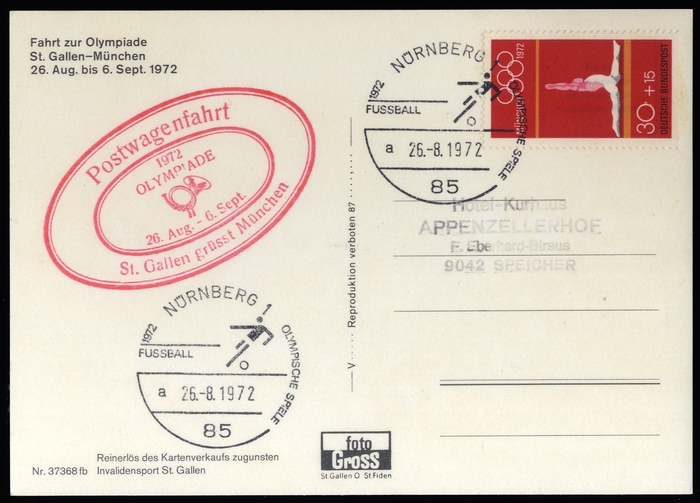 Fahrt zur Olympiade
St. Gallen–München
26. Aug. bis 6. Sept. 1972
Postwagenfahrt
1972
OLYMPIADE
26. Aug. - 6. Sept.
St. Gallen grüsst München
NÜRNBERG 1
1972
FUSSBALL
OLYMPISCHE SPIELE
a 26.-8.1972
85
1972
30+15
DEUTSCHE BUNDESPOST
Hotel-Kurhaus
APPENZELLERHOF
F. Eberhard-Birsus
9042 SPEICHER
V ..... Reproduktion verboten 87 .....
NÜRNBERG 1
1972
FUSSBALL
OLYMPISCHE SPIELE
a 26.-8.1972
85
foto
Gross
St. Gallen O St. Fiden
Reinerlös des Kartenverkaufs zugunsten
Nr. 37368 fb Invalidensport St. Gallen